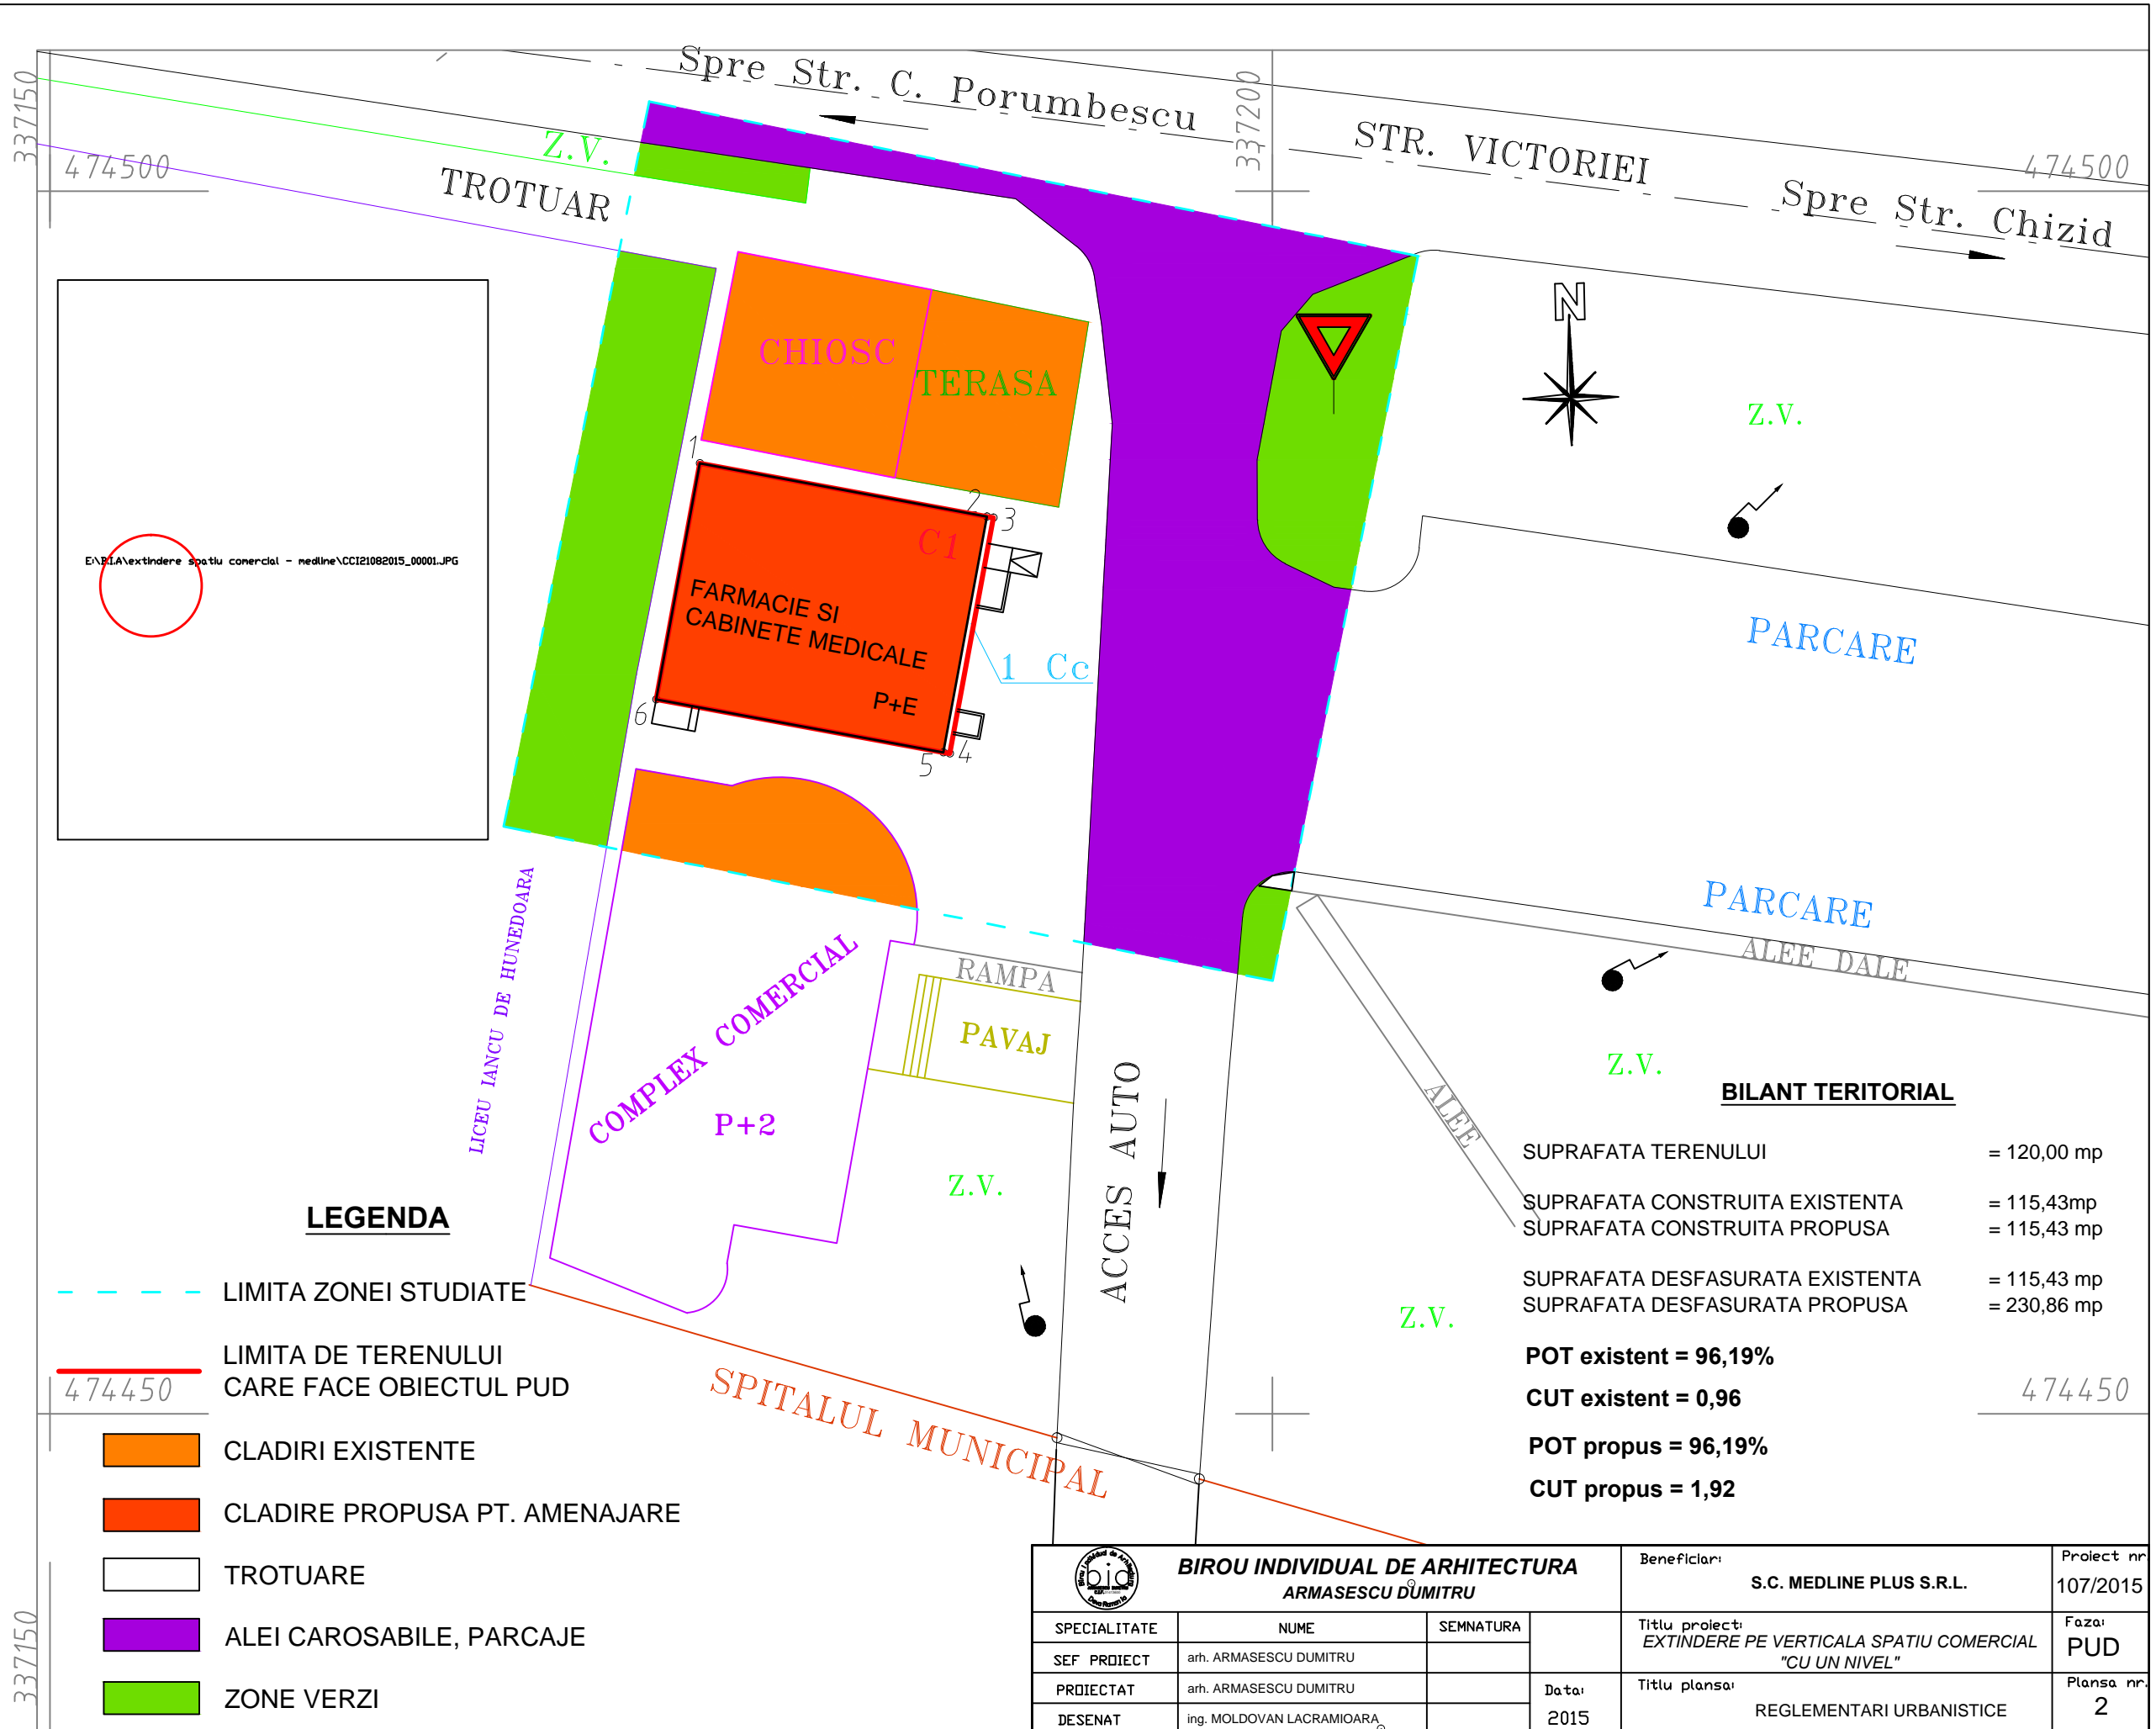 Spre Str. C. Porumbescu
STR. VICTORIEI
Spre Str. Chizid
337150
337200
474500
474500
Z.V.
TROTUAR
N
CHIOSC
TERASA
Z.V.
1
2
3
C1
E:\B.I.A\extindere spatiu comercial - medline\CCI21082015_00001.JPG
FARMACIE SI
CABINETE MEDICALE
P+E
1 Cc
PARCARE
6
5
4
LICEU IANCU DE HUNEDOARA
PARCARE
ALEE DALE
RAMPA
PAVAJ
COMPLEX COMERCIAL
P+2
ACCES AUTO
Z.V.
ALEE
Z.V.
Z.V.
BILANT TERITORIAL
SUPRAFATA TERENULUI = 120,00 mp
SUPRAFATA CONSTRUITA EXISTENTA = 115,43mp
SUPRAFATA CONSTRUITA PROPUSA = 115,43 mp
SUPRAFATA DESFASURATA EXISTENTA = 115,43 mp
SUPRAFATA DESFASURATA PROPUSA = 230,86 mp
POT existent = 96,19%
CUT existent = 0,96
POT propus = 96,19%
CUT propus = 1,92
474450
474450
SPITALUL MUNICIPAL
LEGENDA
LIMITA ZONEI STUDIATE
LIMITA DE TERENULUI
CARE FACE OBIECTUL PUD
CLADIRI EXISTENTE
CLADIRE PROPUSA PT. AMENAJARE
TROTUARE
ALEI CAROSABILE, PARCAJE
ZONE VERZI
337150
BIROU INDIVIDUAL DE ARHITECTURA
ARMASESCU DUMITRU
Beneficiar:
S.C. MEDLINE PLUS S.R.L.
Proiect nr
107/2015
SPECIALITATE NUME SEMNATURA
SEF PROIECT arh. ARMASESCU DUMITRU
PROIECTAT arh. ARMASESCU DUMITRU
DESENAT ing. MOLDOVAN LACRAMIOARA
Data:
2015
Titlu proiect:
EXTINDERE PE VERTICALA SPATIU COMERCIAL
"CU UN NIVEL"
Faza:
PUD
Titlu plansa:
REGLEMENTARI URBANISTICE
Plansa nr.
2